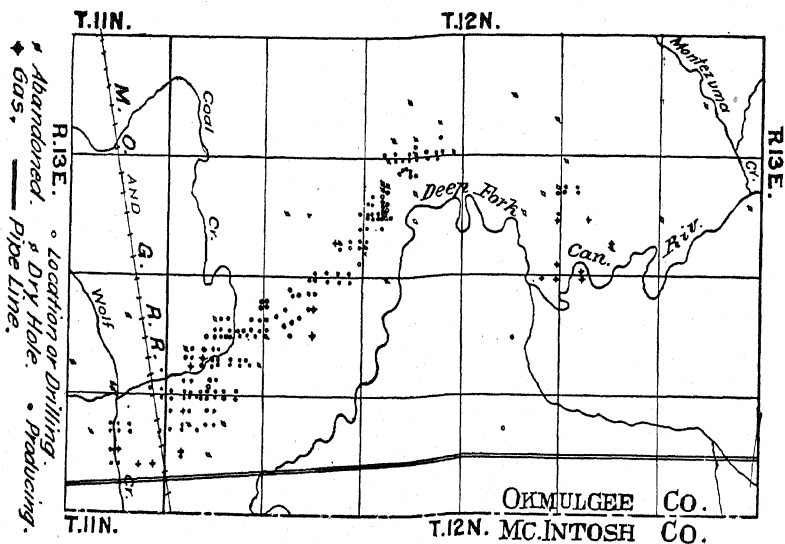 T.11N.
T.12N.
R.13E.
R.13E.
Montezuma
Cr.
Coal
Cr.
M. O. AND G. R.R.
Deep Fork
Can. Riv.
Wolf
Cr.
Location or Drilling. Producing.
Abandoned. Dry Hole.
Gas. Pipe Line.
OKMULGEE CO.
T.11N.
T.12N.
MC.INTOSH CO.